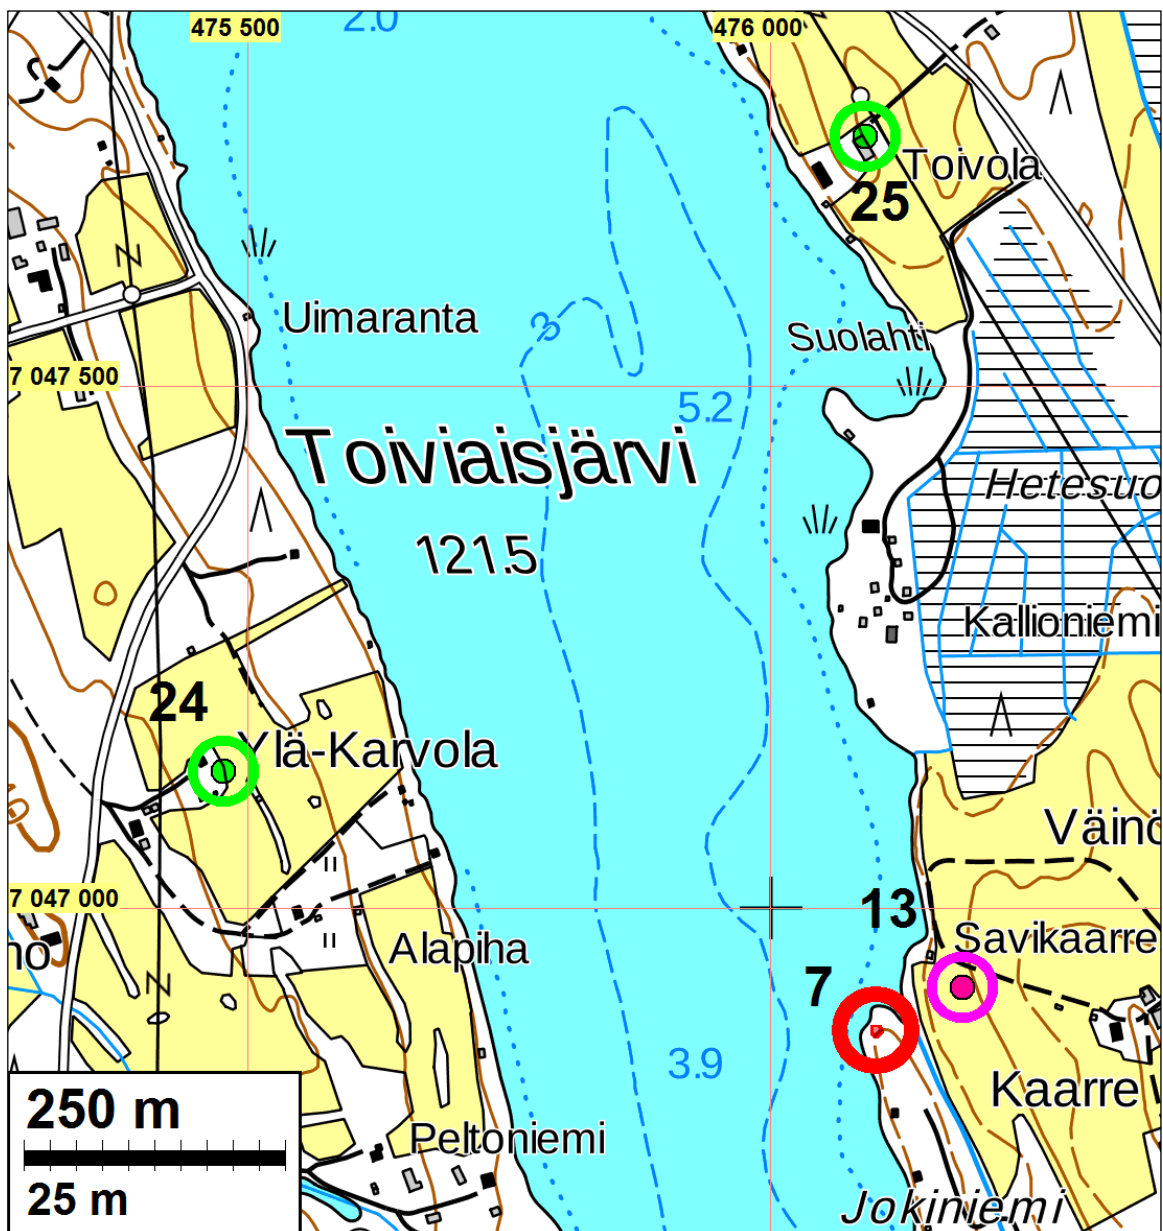 475 500
2.0
476 000
Toivola
25
Uimaranta
3
Suolahti
7 047 500
5.2
Toiviaisjärvi
Hetesuo
121.5
Kallioniemi
24
Ylä-Karvola
Väinö
7 047 000
13
Alapiha
Savikaarre
no
7
3.9
Kaarre
250 m
Peltoniemi
25 m
Jokiniemi